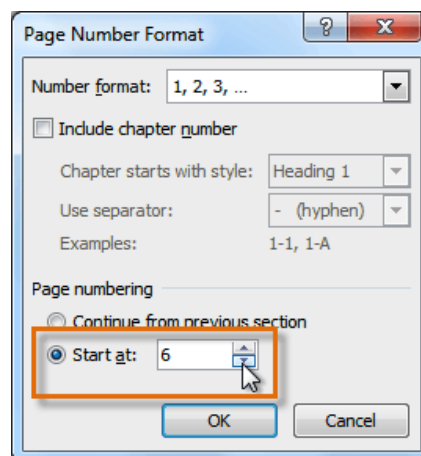 Page Number Format
Number format: 1, 2, 3, ...
Include chapter number
Chapter starts with style: Heading 1
Use separator: - (hyphen)
Examples: 1-1, 1-A
Page numbering
Continue from previous section
Start at: 6
OK Cancel